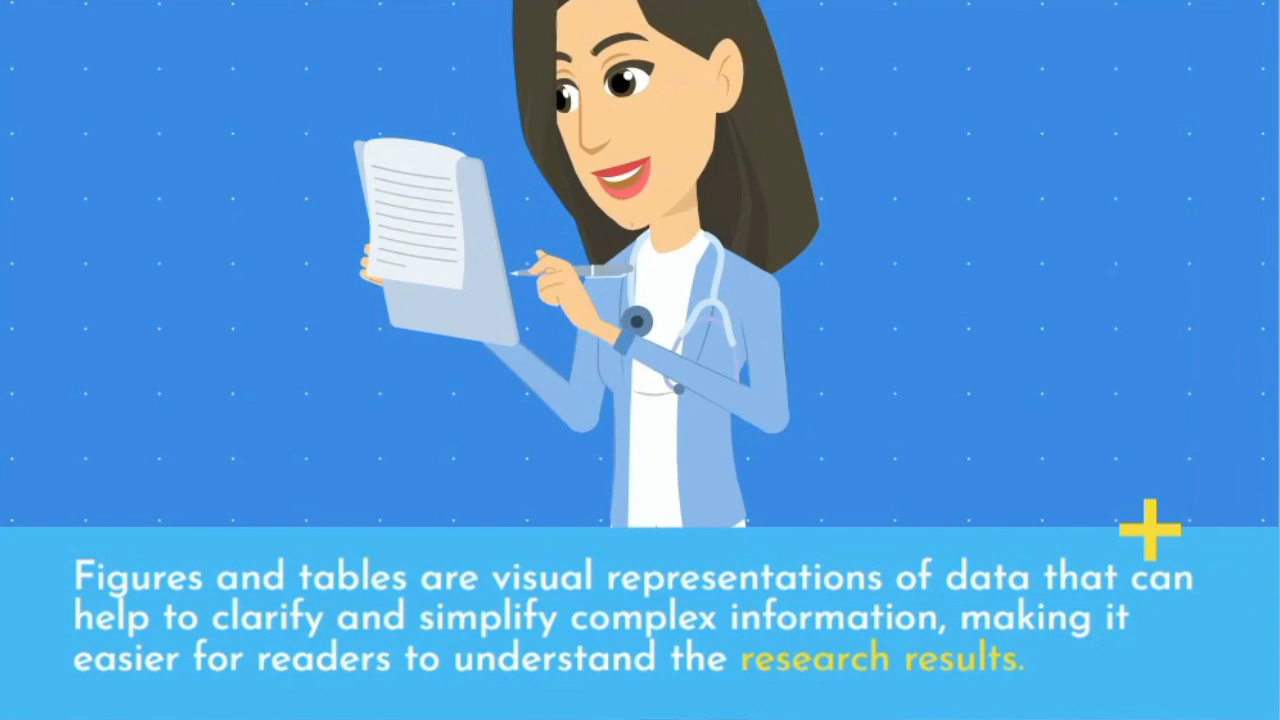 Figures and tables are visual representations of data that can
help to clarify and simplify complex information, making it
easier for readers to understand the research results.